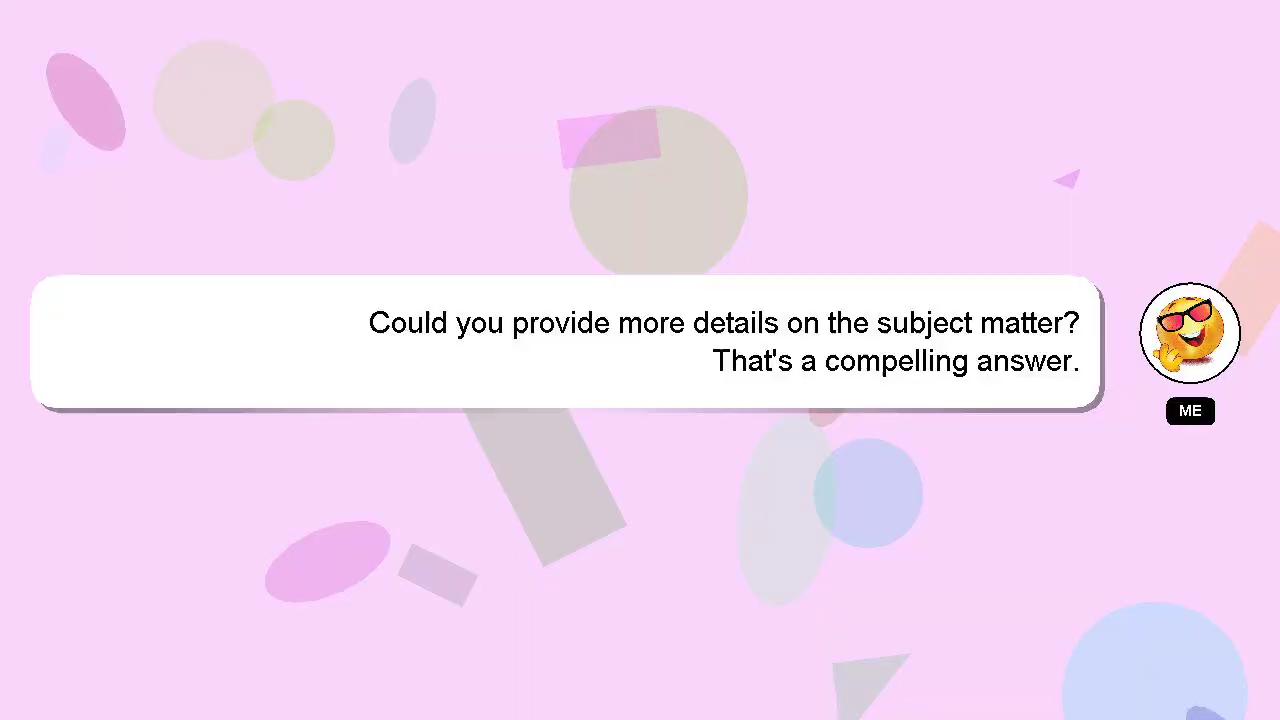 Could you provide more details on the subject matter?
That's a compelling answer.
ME